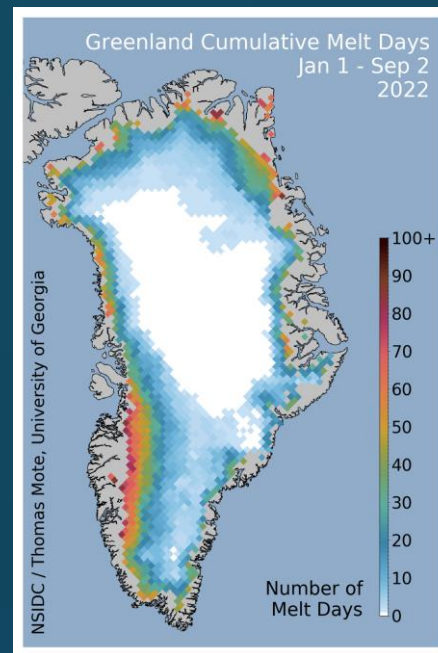 Greenland Cumulative Melt Days
Jan 1 - Sep 2
2022
NSIDC / Thomas Mote, University of Georgia
100+
90
80
70
60
50
40
30
20
10
0
Number of
Melt Days